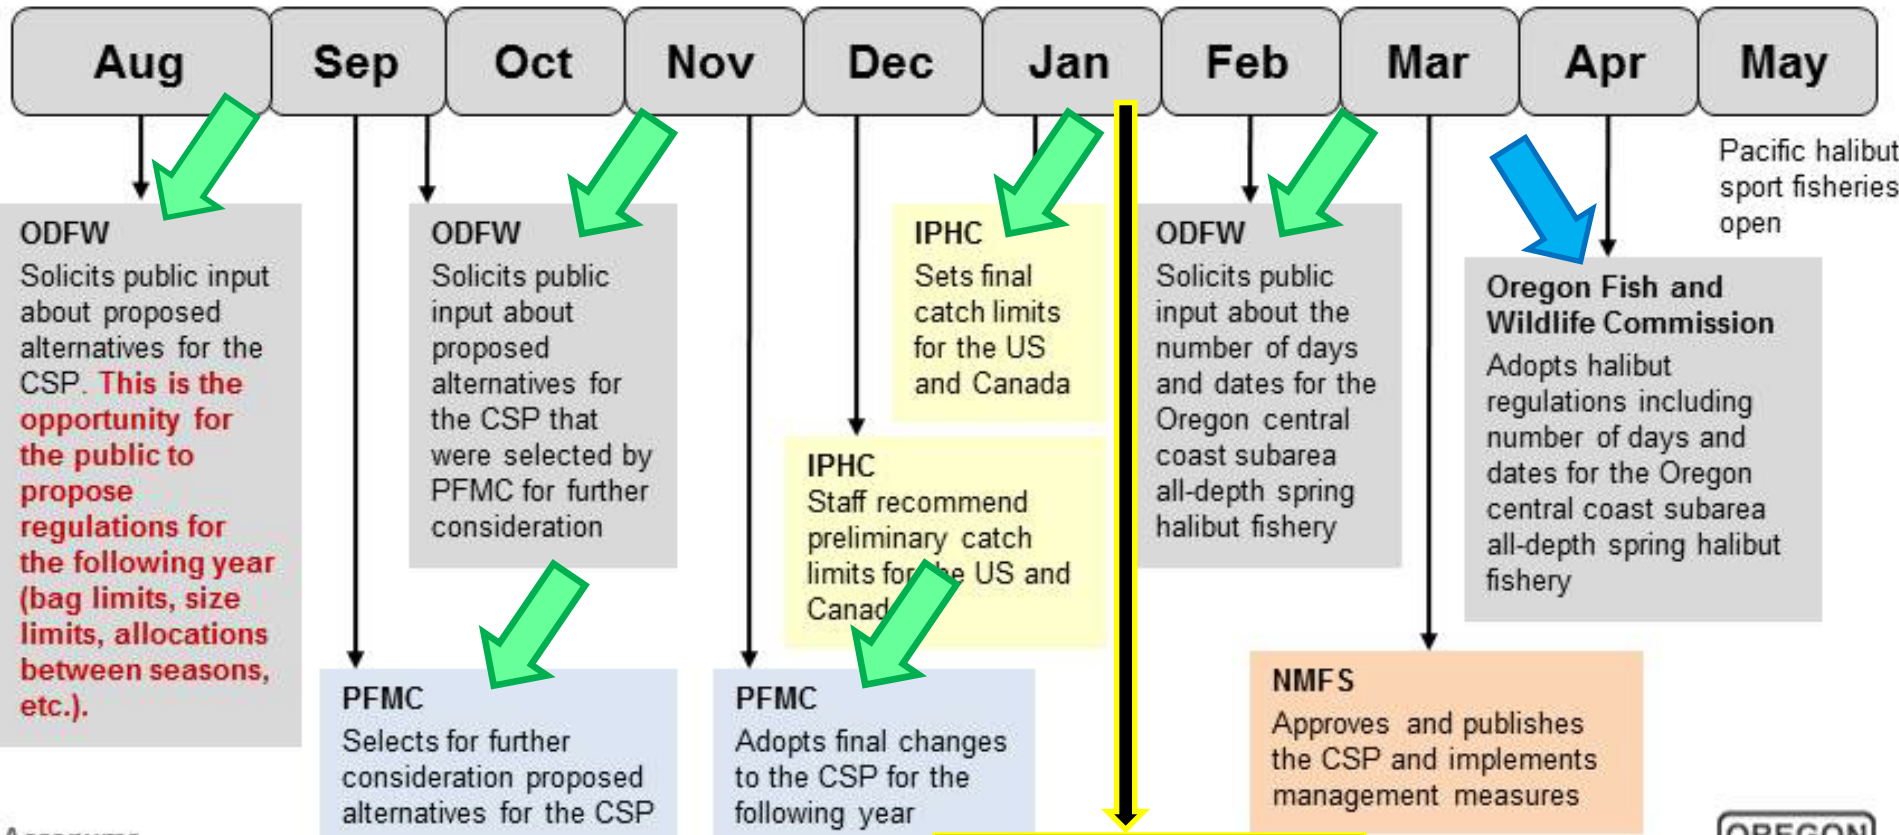 Aug
Sep
Oct
Nov
Dec
Jan
Feb
Mar
Apr
May
ODFW
Solicits public input
about proposed
alternatives for the
CSP. This is the
opportunity for
the public to
propose
regulations for
the following year
(bag limits, size
limits, allocations
between seasons,
etc.).
PFMC
Selects for further
consideration proposed
alternatives for the CSP
ODFW
Solicits public
input about
proposed
alternatives for
the CSP that
were selected by
PFMC for further
consideration
PFMC
Adopts final changes
to the CSP for the
following year
IPHC
Staff recommend
preliminary catch
limits for the US and
Canad
IPHC
Sets final
catch limits
for the US
and Canada
ODFW
Solicits public
input about the
number of days
and dates for the
Oregon central
coast subarea
all-depth spring
halibut fishery
NMFS
Approves and publishes
the CSP and implements
management measures
Oregon Fish and
Wildlife Commission
Adopts halibut
regulations including
number of days and
dates for the Oregon
central coast subarea
all-depth spring halibut
fishery
Pacific halibut
sport fisheries
open
OREGON